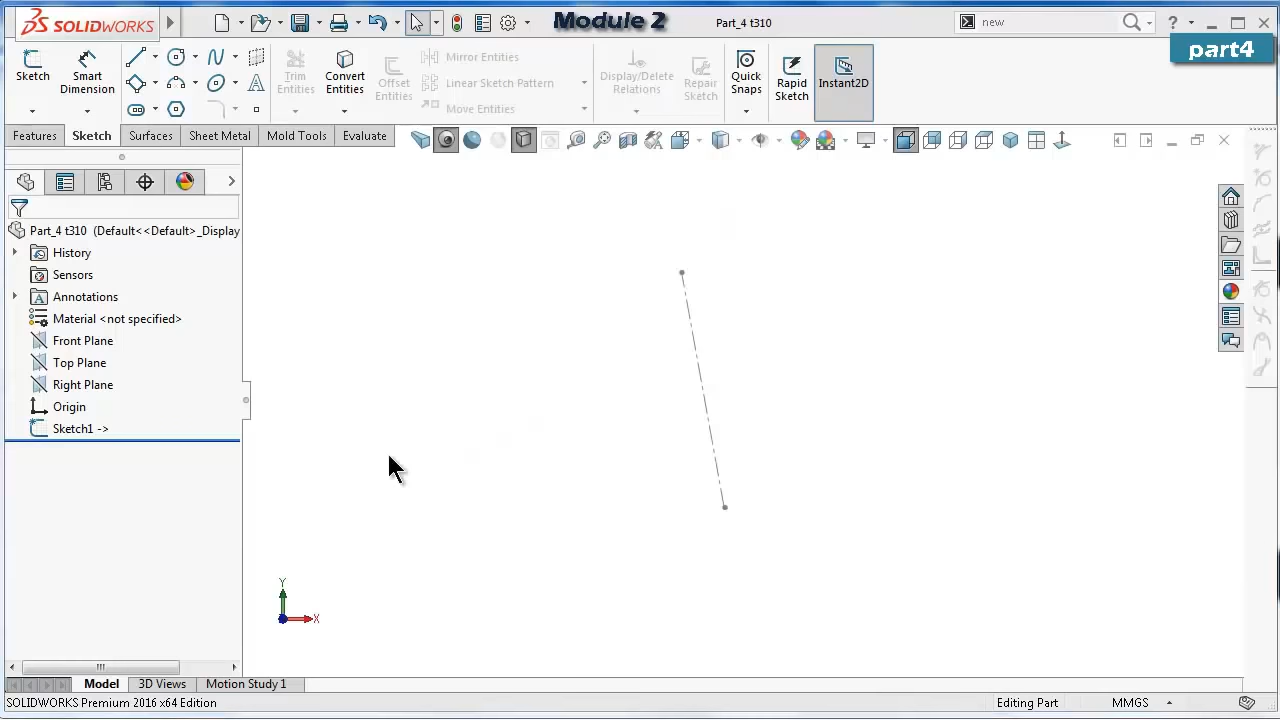 SOLIDWORKS
Module 2
Part_4 t310
new
?
part4
Sketch
Smart Dimension
Trim Entities
Convert Entities
Offset Entities
Mirror Entities
Linear Sketch Pattern
Move Entities
Display/Delete Relations
Repair Sketch
Quick Snaps
Rapid Sketch
Instant2D
Features
Sketch
Surfaces
Sheet Metal
Mold Tools
Evaluate
Part_4 t310 (Default<<Default>_Display
History
Sensors
Annotations
Material <not specified>
Front Plane
Top Plane
Right Plane
Origin
Sketch1 ->
Y
X
Model
3D Views
Motion Study 1
SOLIDWORKS Premium 2016 x64 Edition
Editing Part
MMGS